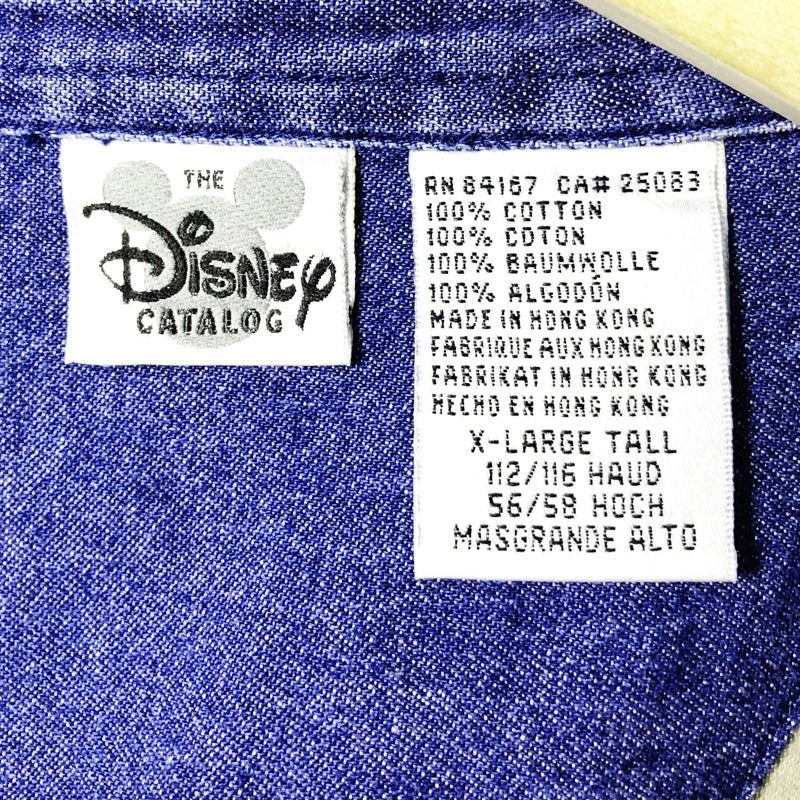 THE
DISNEY
CATALOG
RN 84167 CA# 25083
100% COTTON
100% COTON
100% BAUMWOLLE
100% ALGODÓN
MADE IN HONG KONG
FABRIQUE AUX HONG KONG
FABRIKAT IN HONG KONG
HECHO EN HONG KONG
X-LARGE TALL
112/116 HAUD
56/58 HOCH
MASGRANDE ALTO